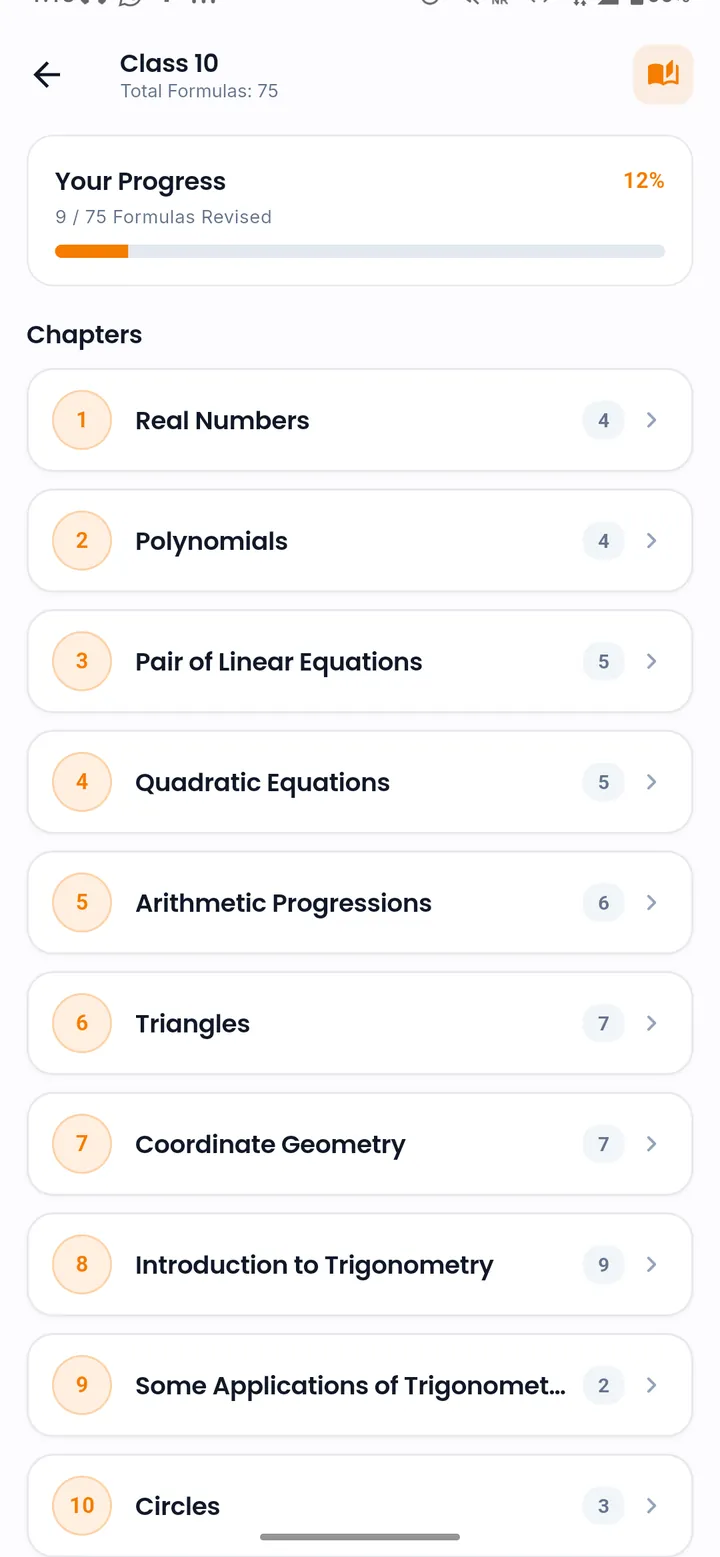 Class 10
Total Formulas: 75
Your Progress
12%
9 / 75 Formulas Revised
Chapters
1 Real Numbers 4
2 Polynomials 4
3 Pair of Linear Equations 5
4 Quadratic Equations 5
5 Arithmetic Progressions 6
6 Triangles 7
7 Coordinate Geometry 7
8 Introduction to Trigonometry 9
9 Some Applications of Trigonomet... 2
10 Circles 3